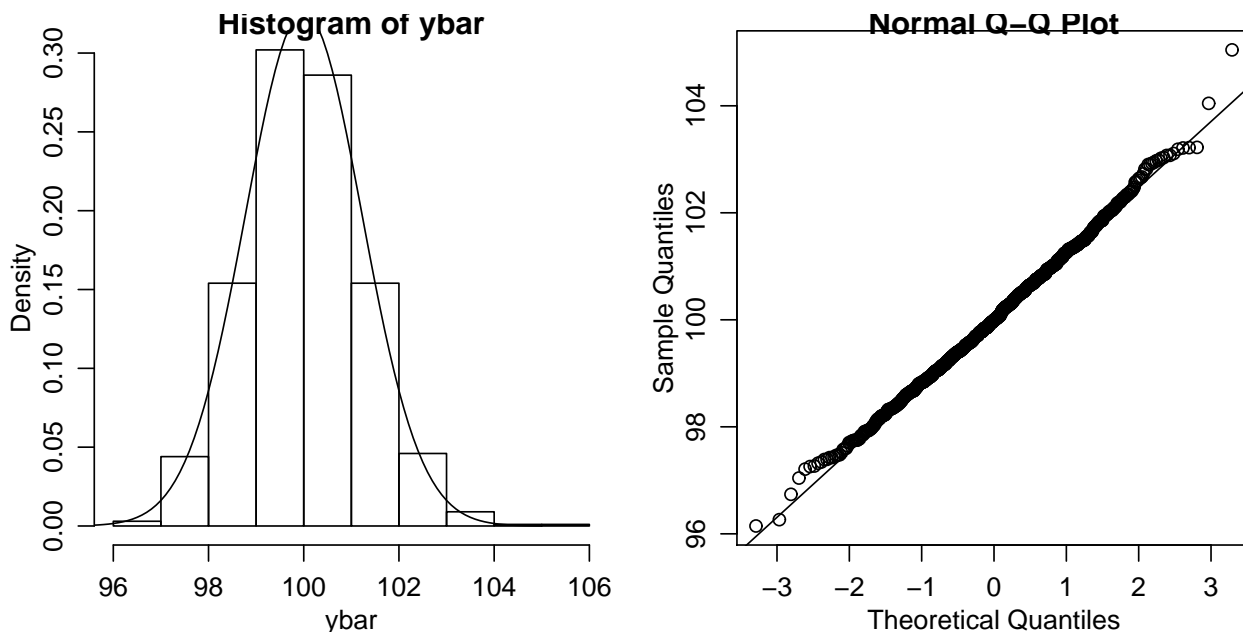 Histogram of ybar
Density
0.00 0.05 0.10 0.15 0.20 0.25 0.30
96 98 100 102 104 106
ybar
Normal Q−Q Plot
Sample Quantiles
96 98 100 102 104
−3 −2 −1 0 1 2 3
Theoretical Quantiles